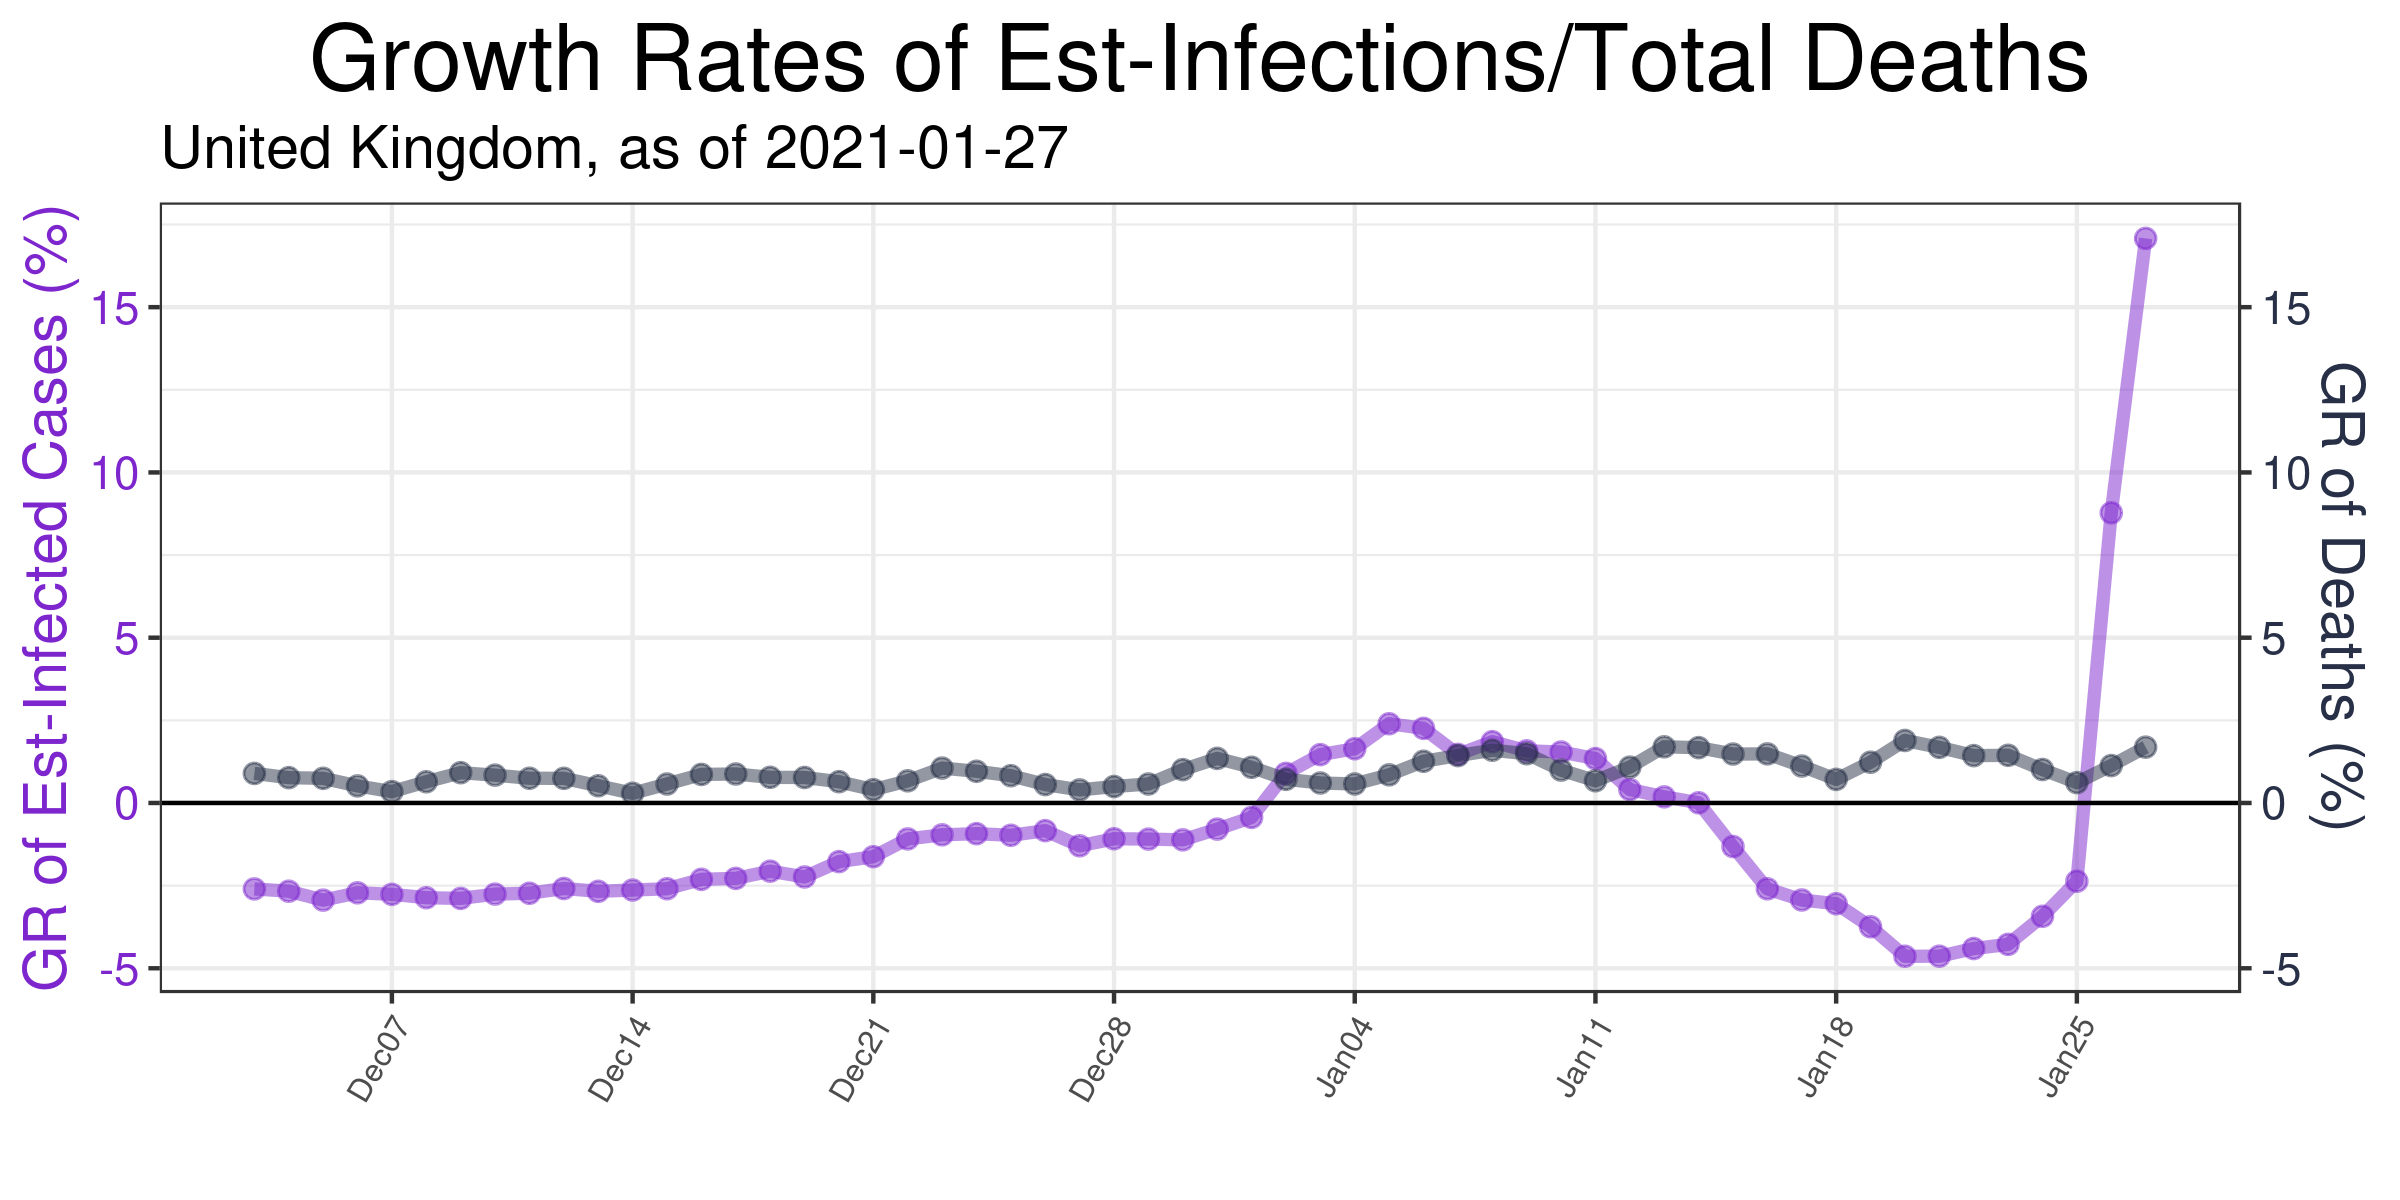 Growth Rates of Est-Infections/Total Deaths
United Kingdom, as of 2021-01-27
GR of Est-Infected Cases (%)
15
10
5
0
-5
15
10
5
0
-5
GR of Deaths (%)
Dec07
Dec14
Dec21
Dec28
Jan04
Jan11
Jan18
Jan25